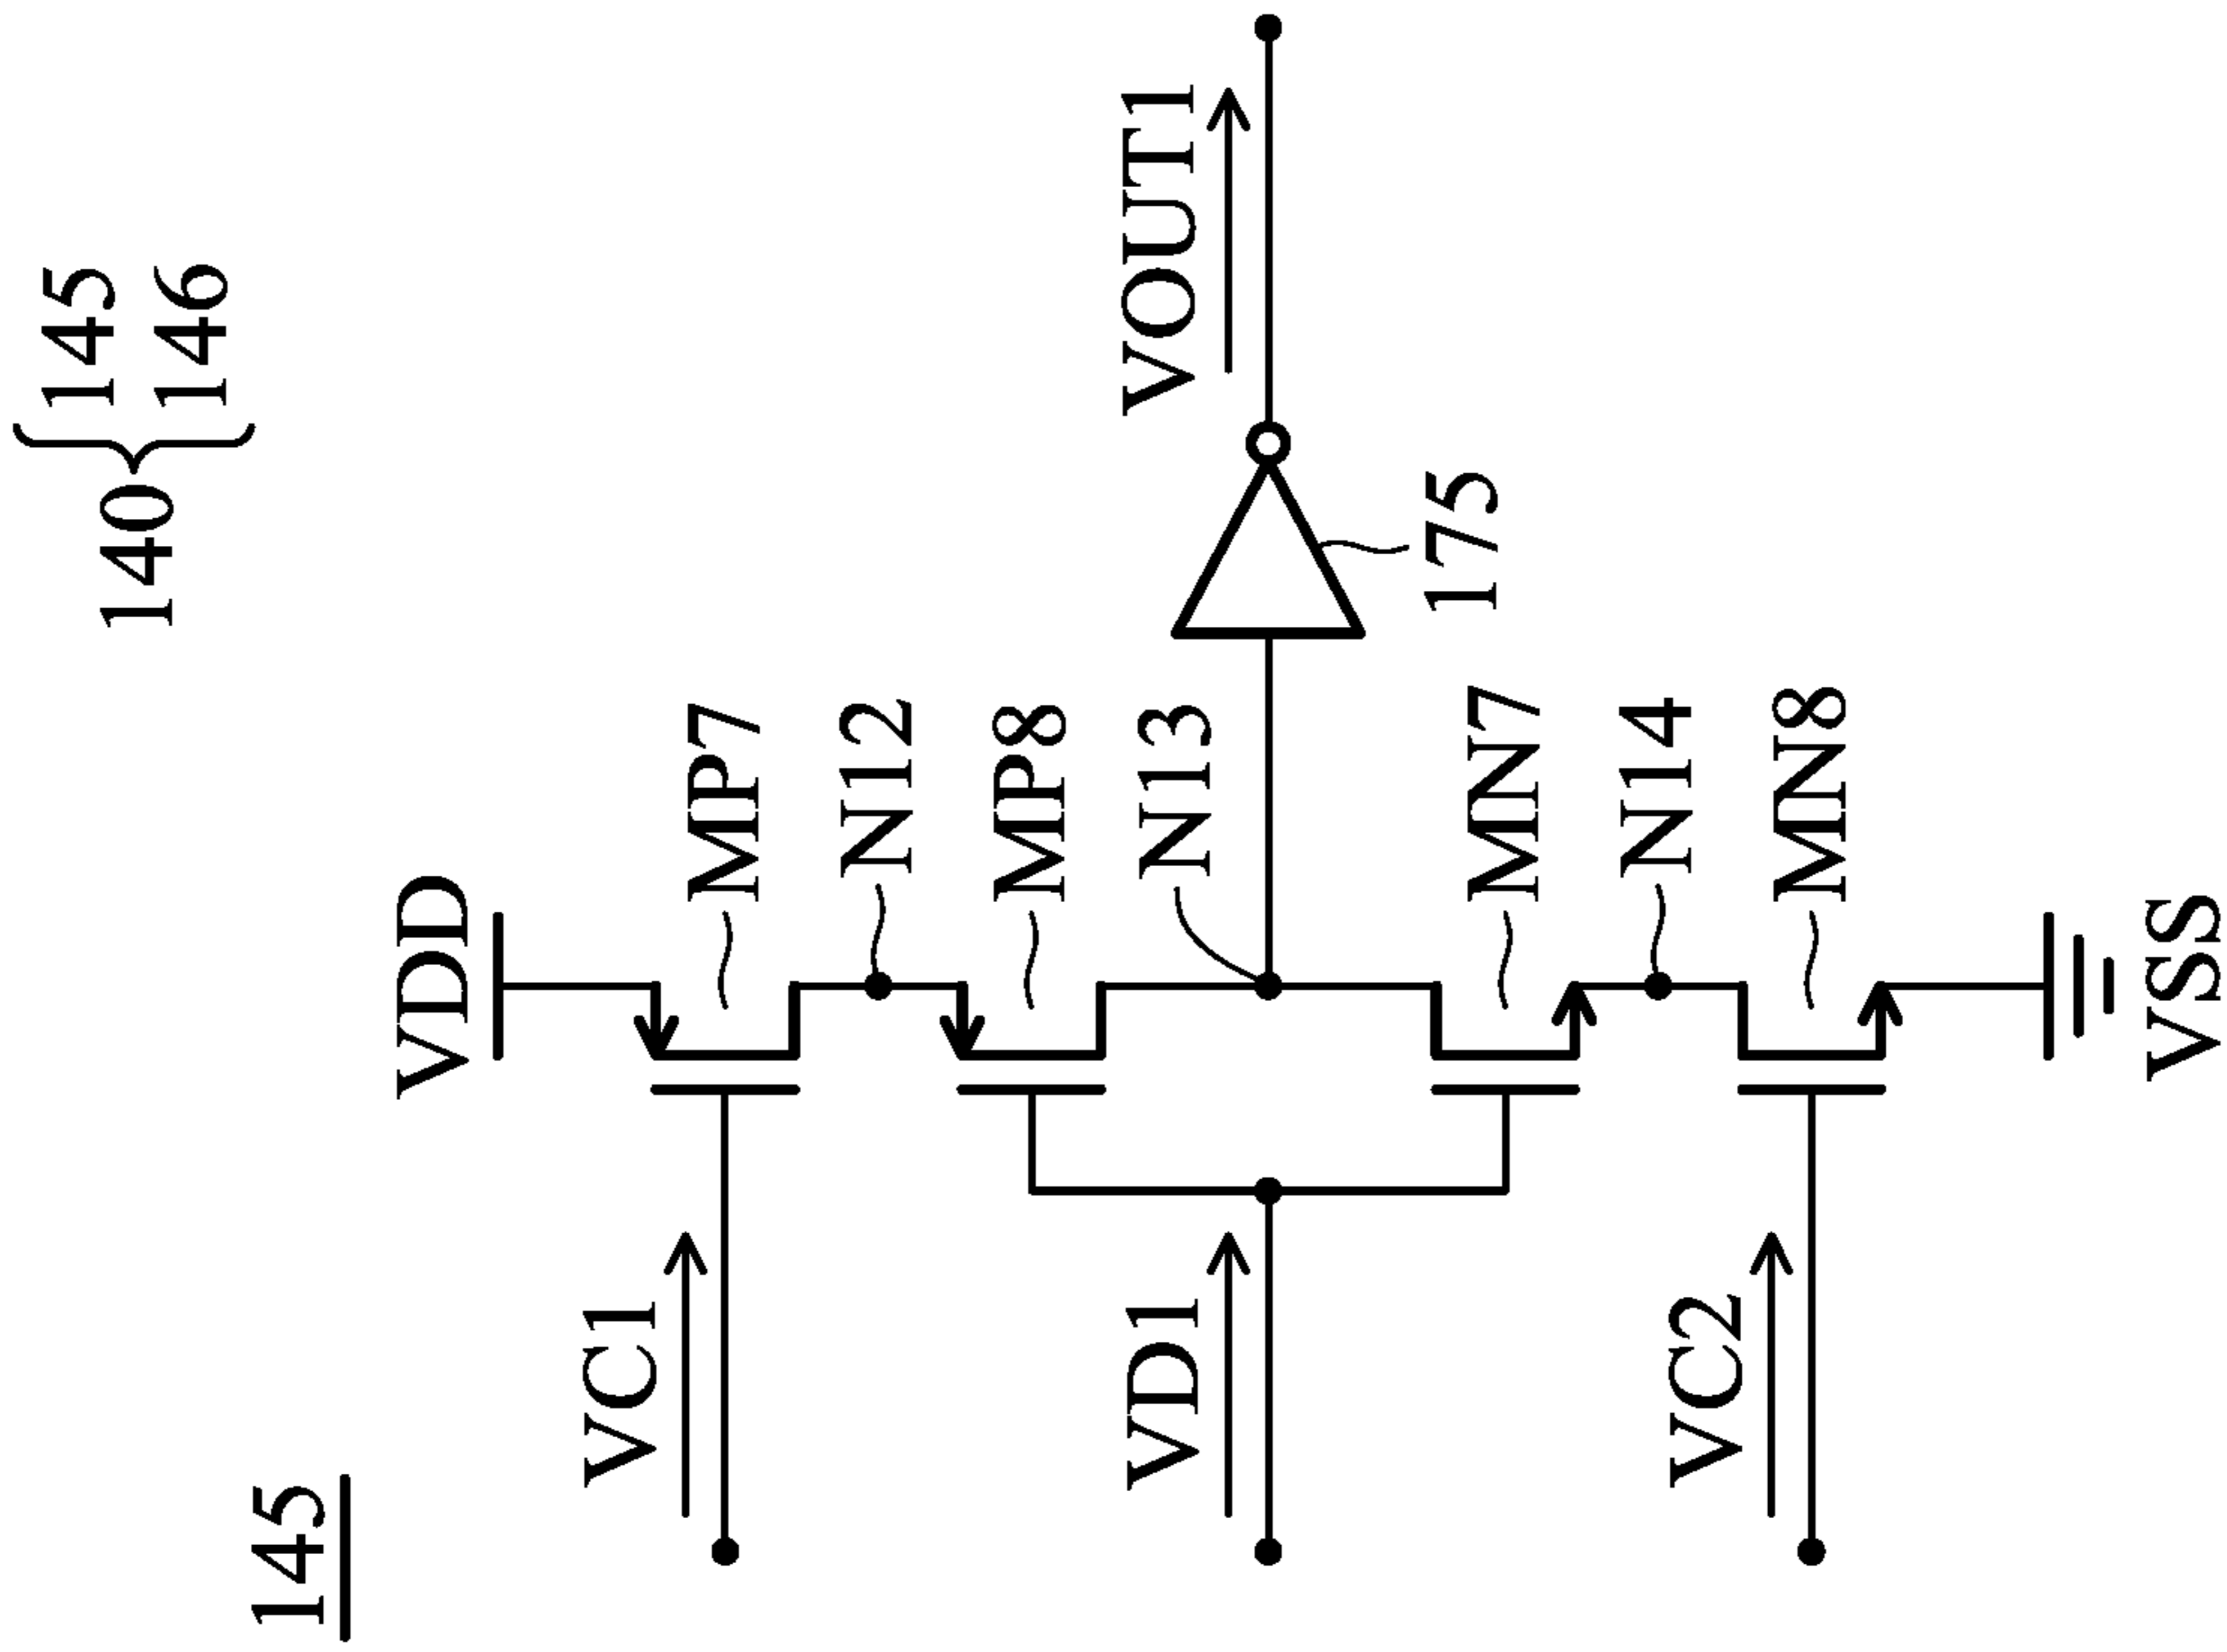 145
140
145
146
VDD
VC1
MP7
N12
MP8
VD1
N13
VOUT1
175
MN7
N14
VC2
MN8
VSS